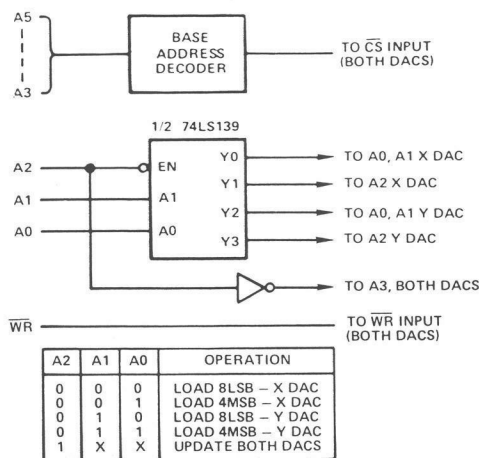 A5
A3
BASE
ADDRESS
DECODER
TO CS INPUT
(BOTH DACS)
1/2 74LS139
A2
EN
Y0
TO A0, A1 X DAC
A1
A1
Y1
TO A2 X DAC
Y2
TO A0, A1 Y DAC
A0
A0
Y3
TO A2 Y DAC
TO A3, BOTH DACS
WR
TO WR INPUT
(BOTH DACS)
A2 A1 A0 OPERATION
0 0 0 LOAD 8LSB – X DAC
0 0 1 LOAD 4MSB – X DAC
0 1 0 LOAD 8LSB – Y DAC
0 1 1 LOAD 4MSB – Y DAC
1 X X UPDATE BOTH DACS